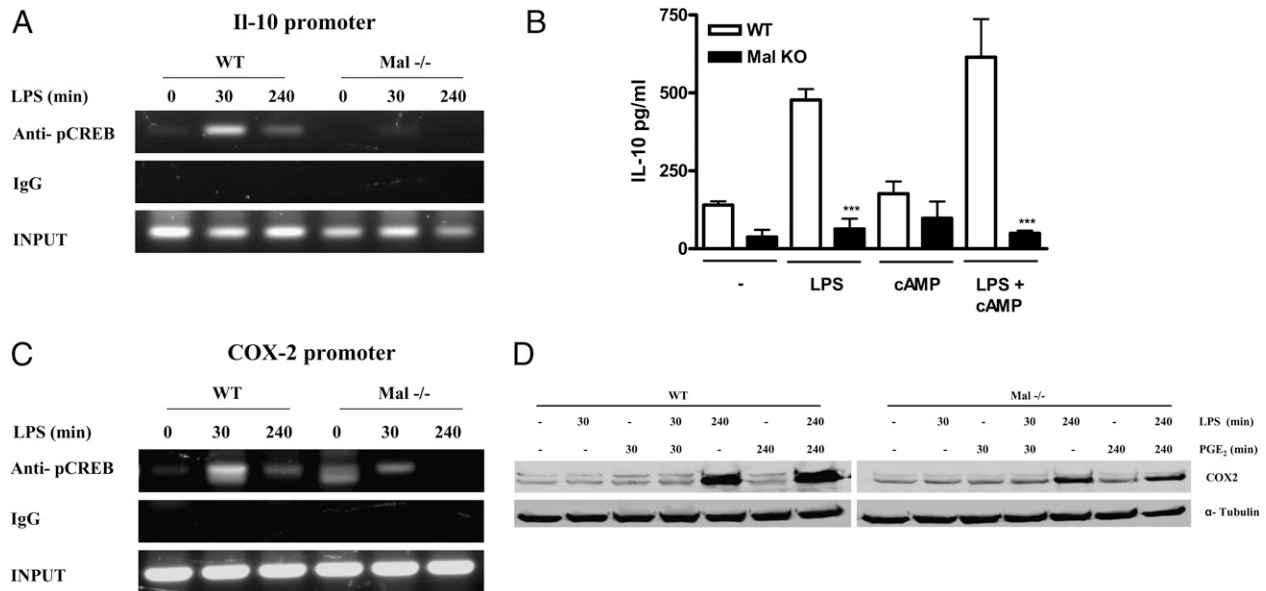 A
Il-10 promoter
WT Mal -/-
LPS (min) 0 30 240 0 30 240
Anti- pCREB
IgG
INPUT
B
IL-10 pg/ml
750
500
250
0
WT
Mal KO
***
***
- LPS cAMP LPS +
cAMP
C
COX-2 promoter
WT Mal -/-
LPS (min) 0 30 240 0 30 240
Anti- pCREB
IgG
INPUT
D
WT Mal -/-
- 30 - 30 240 - 240 - 30 - 30 240 - 240 LPS (min)
- - 30 30 - 240 240 - - 30 30 - 240 240 PGE₂ (min)
COX2
α- Tubulin